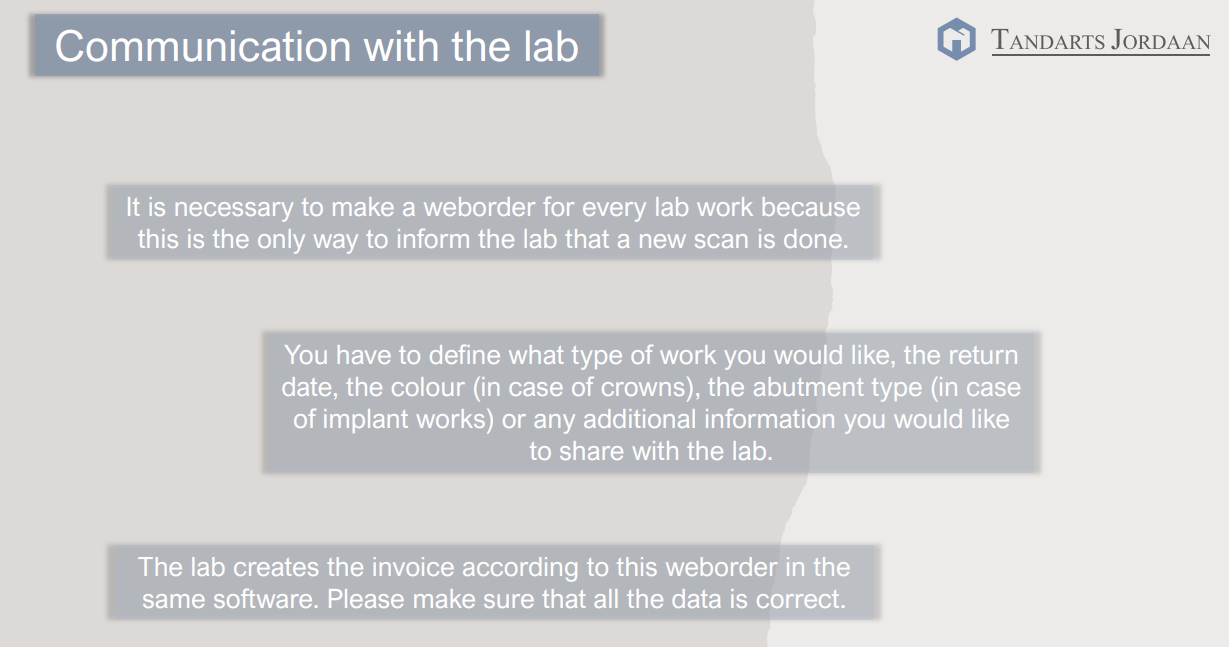 Communication with the lab
TANDARTS JORDAAN
It is necessary to make a weborder for every lab work because
this is the only way to inform the lab that a new scan is done.
You have to define what type of work you would like, the return
date, the colour (in case of crowns), the abutment type (in case
of implant works) or any additional information you would like
to share with the lab.
The lab creates the invoice according to this weborder in the
same software. Please make sure that all the data is correct.